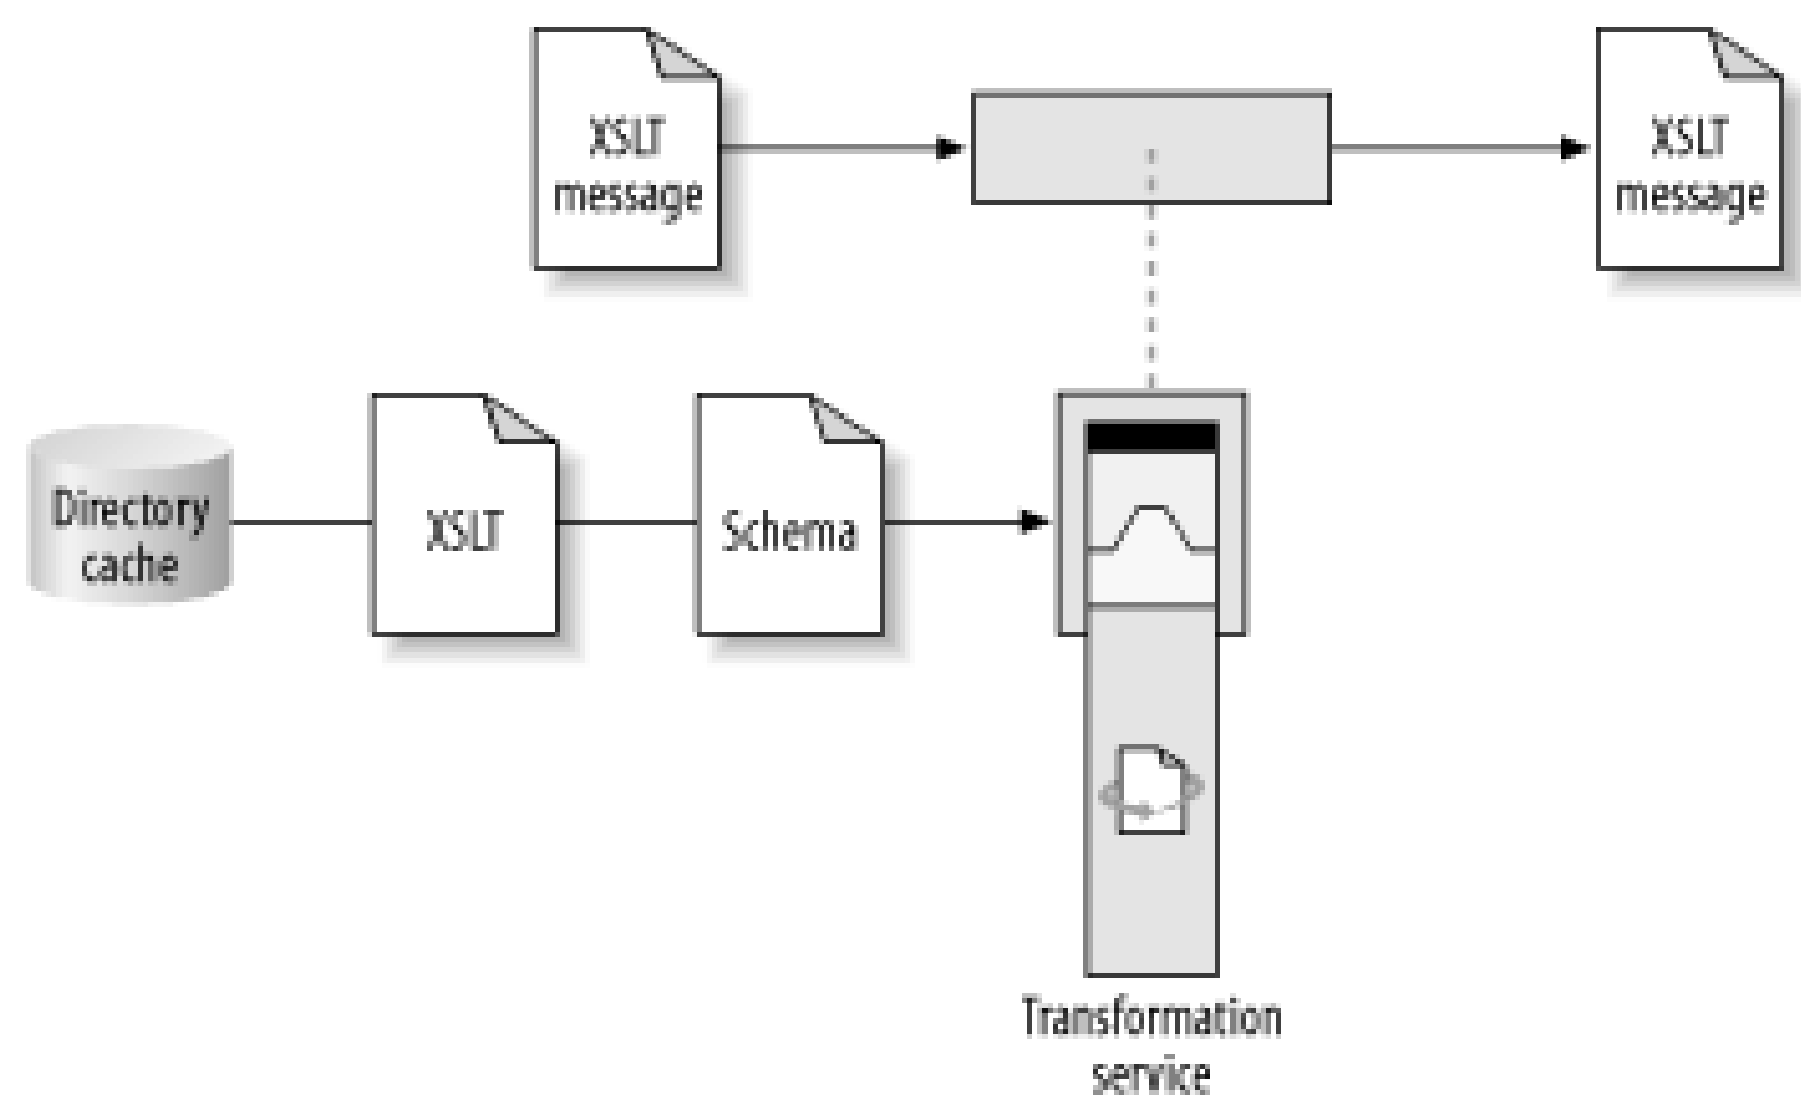 XSLT
message
XSLT
message
Directory
cache
XSLT
Schema
Transformation
service